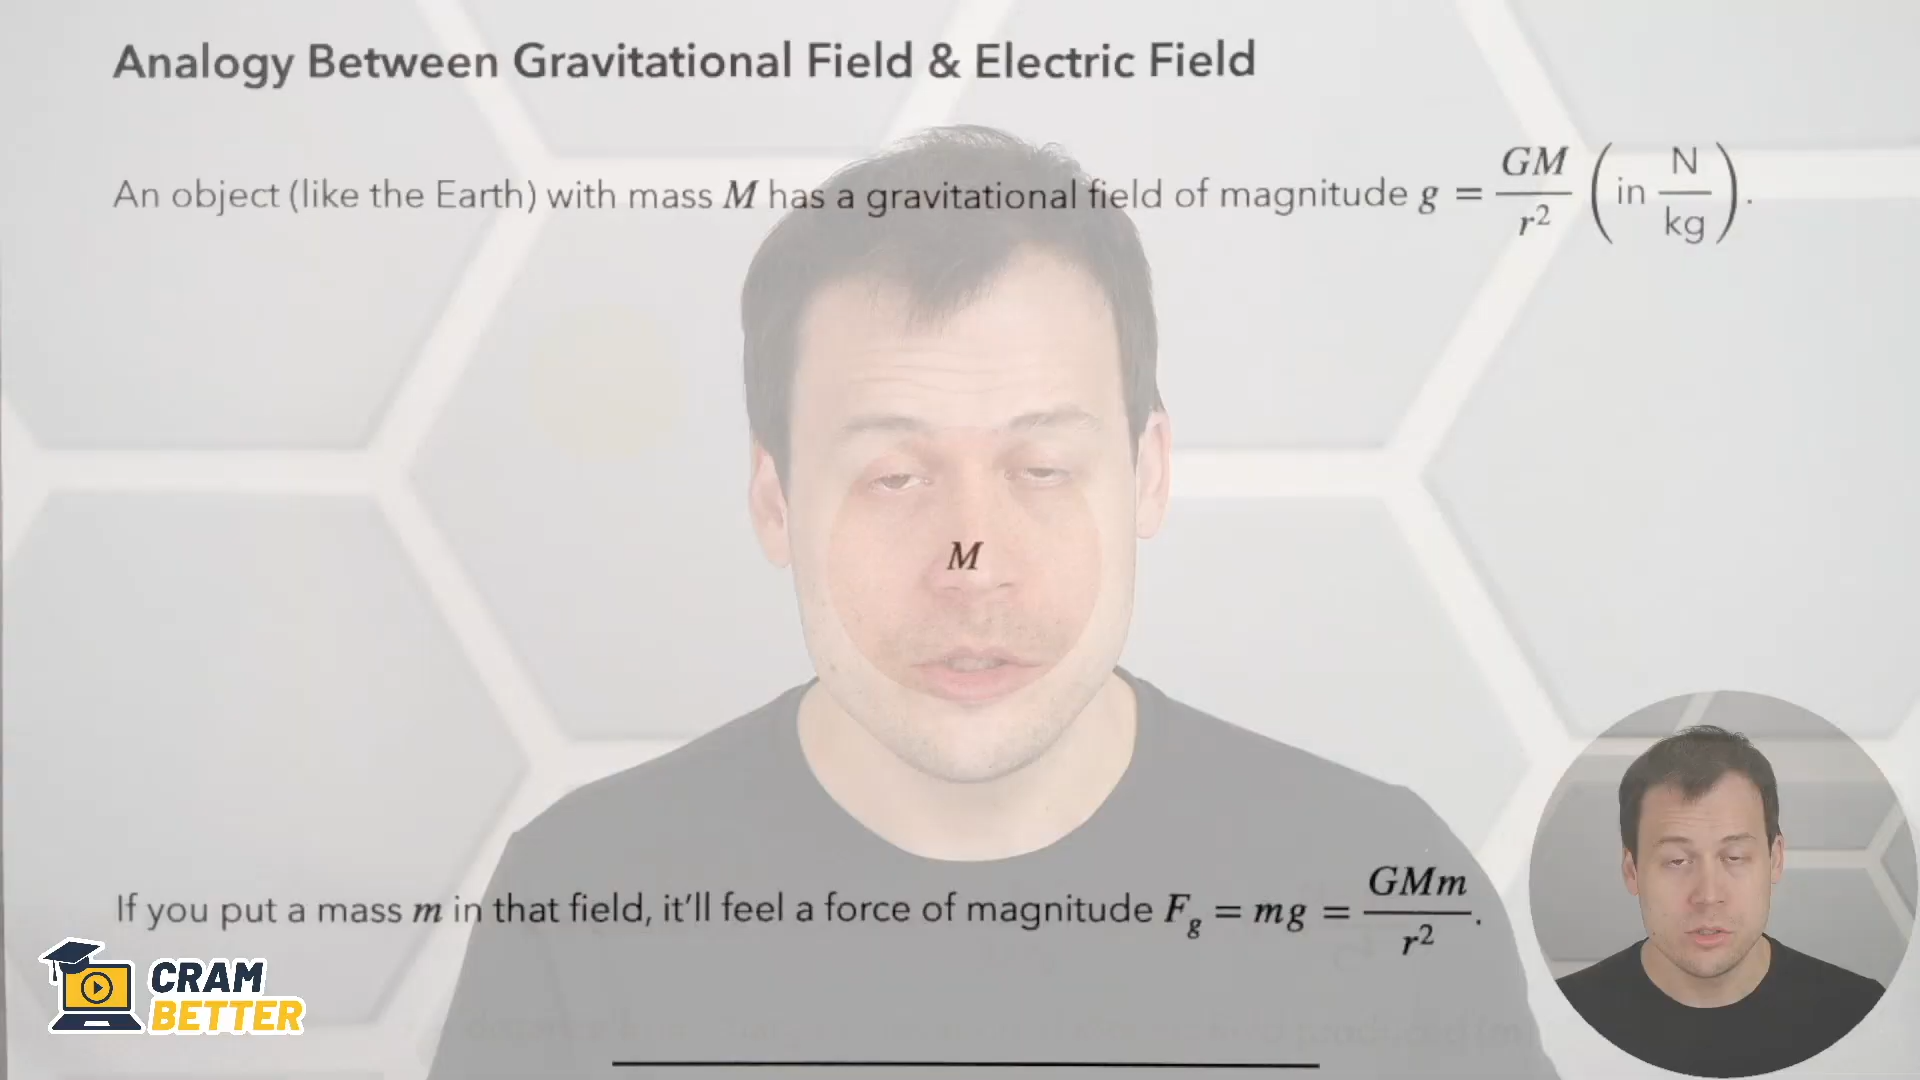 Analogy Between Gravitational Field & Electric Field
An object (like the Earth) with mass M has a gravitational field of magnitude g = GM/r² (in N/kg).
M
If you put a mass m in that field, it'll feel a force of magnitude F_g = mg = GMm/r².
CRAM
BETTER